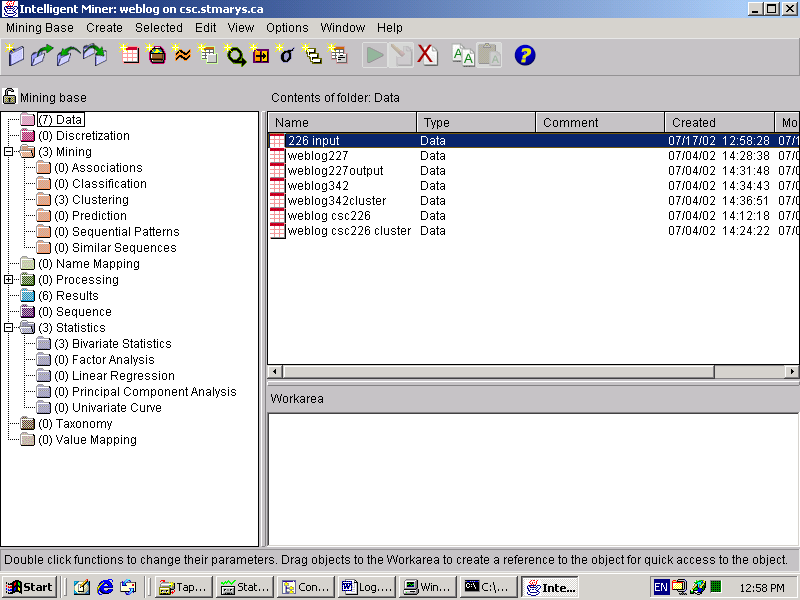 Intelligent Miner: weblog on csc.stmarys.ca
Mining Base Create Selected Edit View Options Window Help
Mining base
Contents of folder: Data
(7) Data
(0) Discretization
(3) Mining
(0) Associations
(0) Classification
(3) Clustering
(0) Prediction
(0) Sequential Patterns
(0) Similar Sequences
(0) Name Mapping
(0) Processing
(6) Results
(0) Sequence
(3) Statistics
(3) Bivariate Statistics
(0) Factor Analysis
(0) Linear Regression
(0) Principal Component Analysis
(0) Univariate Curve
(0) Taxonomy
(0) Value Mapping
Name Type Comment Created Mo
226 input Data 07/17/02 12:58:28 07/1
weblog227 Data 07/04/02 14:28:38 07/0
weblog227output Data 07/04/02 14:31:48 07/0
weblog342 Data 07/04/02 14:34:43 07/0
weblog342cluster Data 07/04/02 14:36:51 07/0
weblog csc226 Data 07/04/02 14:12:18 07/0
weblog csc226 cluster Data 07/04/02 14:24:22 07/0
Workarea
Double click functions to change their parameters. Drag objects to the Workarea to create a reference to the object for quick access to the object.
Start Tap... Stat... Con... Log.... Win... C:\... Inte... EN 12:58 PM